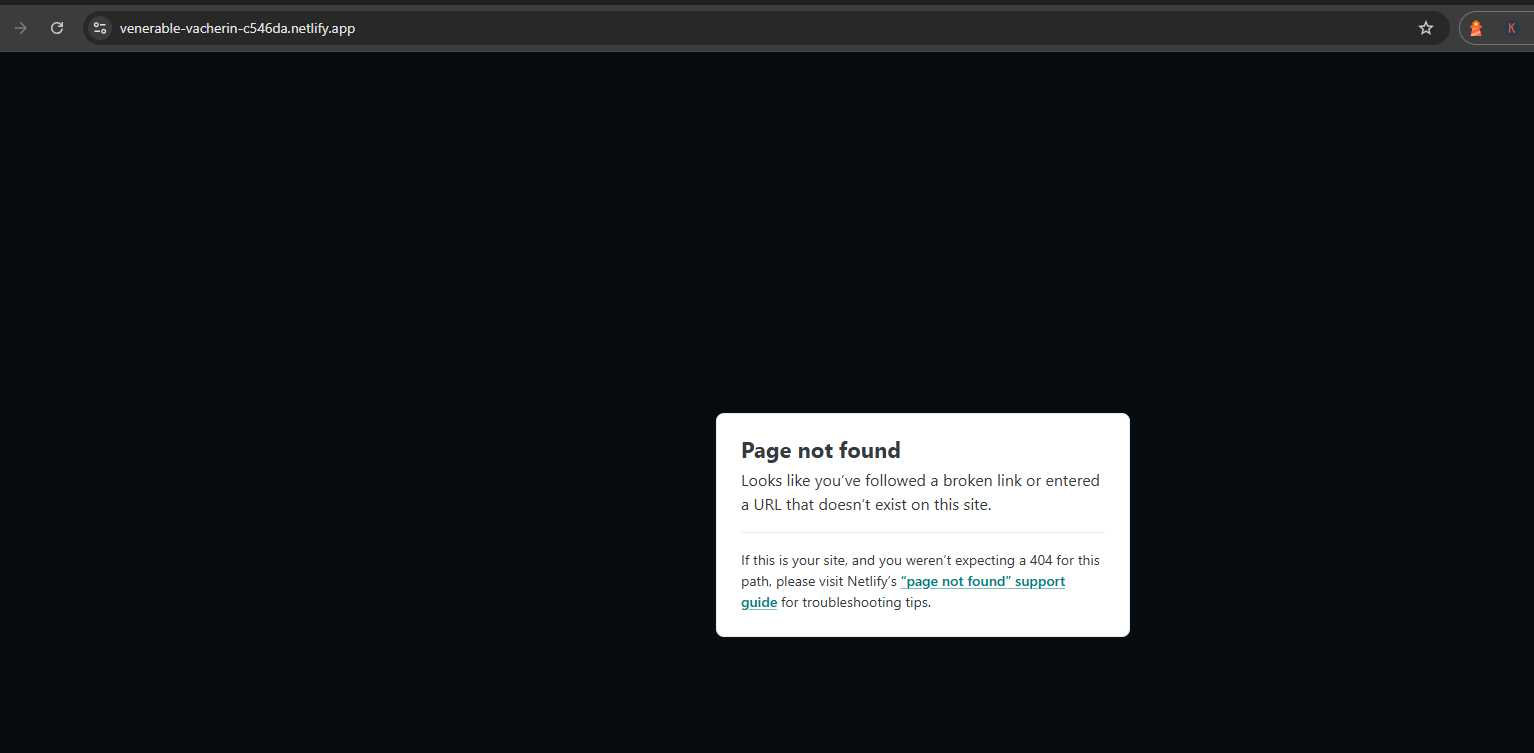 venerable-vacherin-c546da.netlify.app
K
Page not found
Looks like you’ve followed a broken link or entered
a URL that doesn’t exist on this site.
If this is your site, and you weren’t expecting a 404 for this
path, please visit Netlify’s “page not found” support
guide for troubleshooting tips.